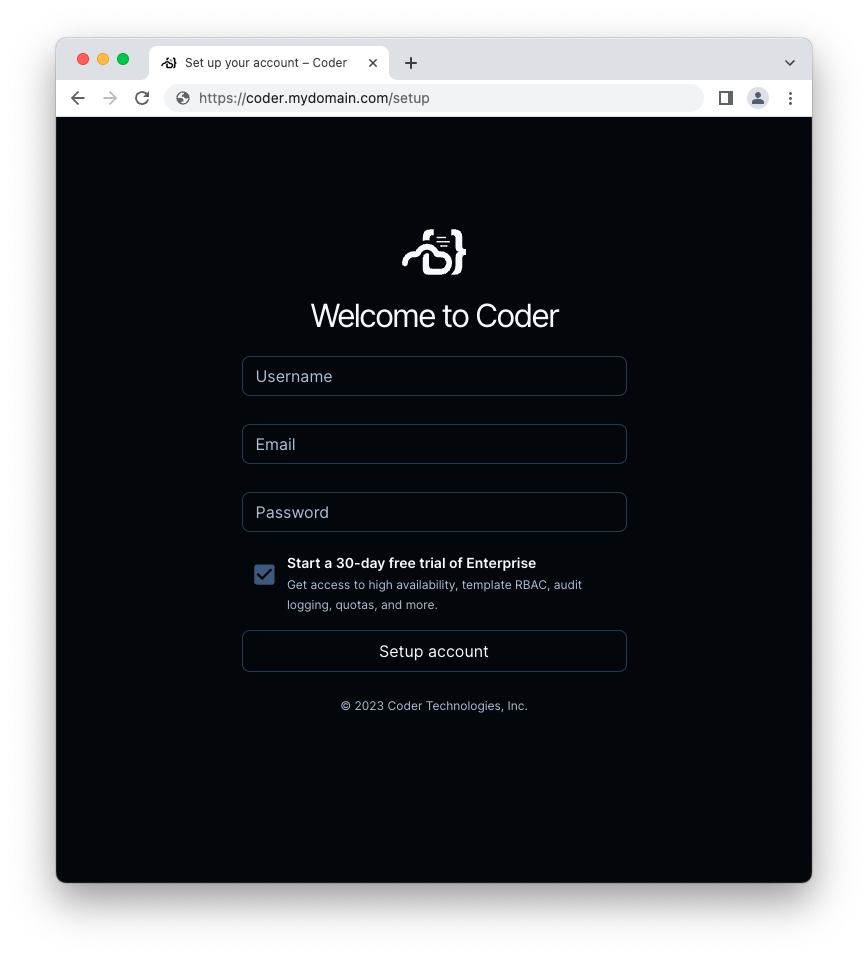 Set up your account – Coder
https://coder.mydomain.com/setup
Welcome to Coder
Username
Email
Password
Start a 30-day free trial of Enterprise
Get access to high availability, template RBAC, audit
logging, quotas, and more.
Setup account
© 2023 Coder Technologies, Inc.